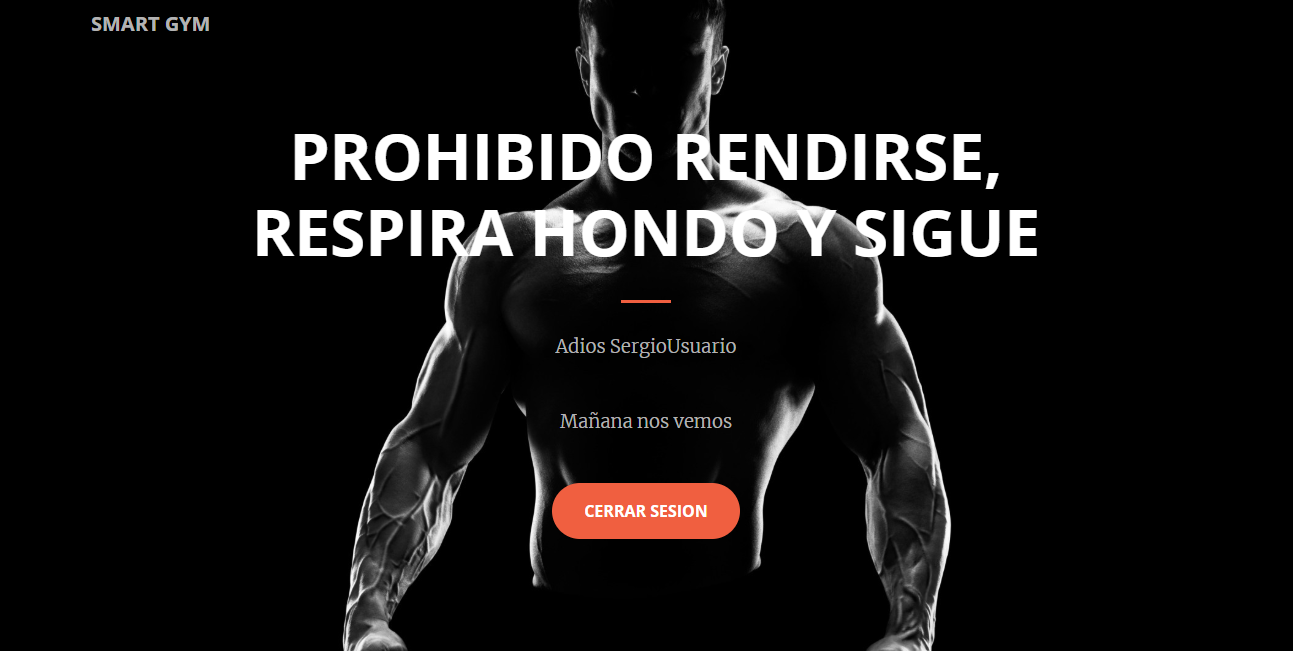 SMART GYM
PROHIBIDO RENDIRSE,
RESPIRA HONDO Y SIGUE
Adios SergioUsuario
Mañana nos vemos
CERRAR SESION